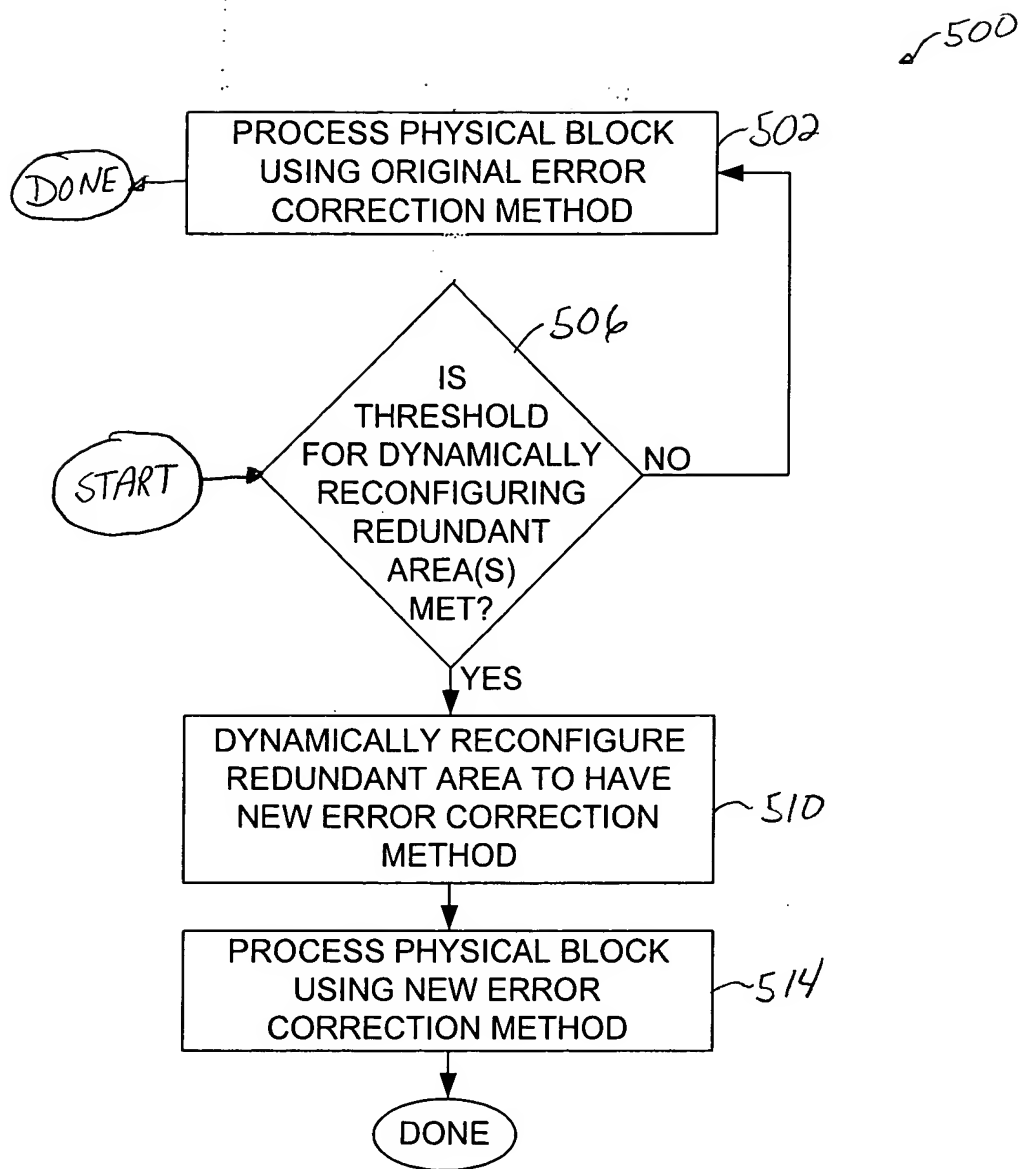 500
PROCESS PHYSICAL BLOCK
USING ORIGINAL ERROR
CORRECTION METHOD
502
DONE
506
IS
THRESHOLD
FOR DYNAMICALLY
RECONFIGURING
REDUNDANT
AREA(S)
MET?
NO
START
YES
DYNAMICALLY RECONFIGURE
REDUNDANT AREA TO HAVE
NEW ERROR CORRECTION
METHOD
510
PROCESS PHYSICAL BLOCK
USING NEW ERROR
CORRECTION METHOD
514
DONE